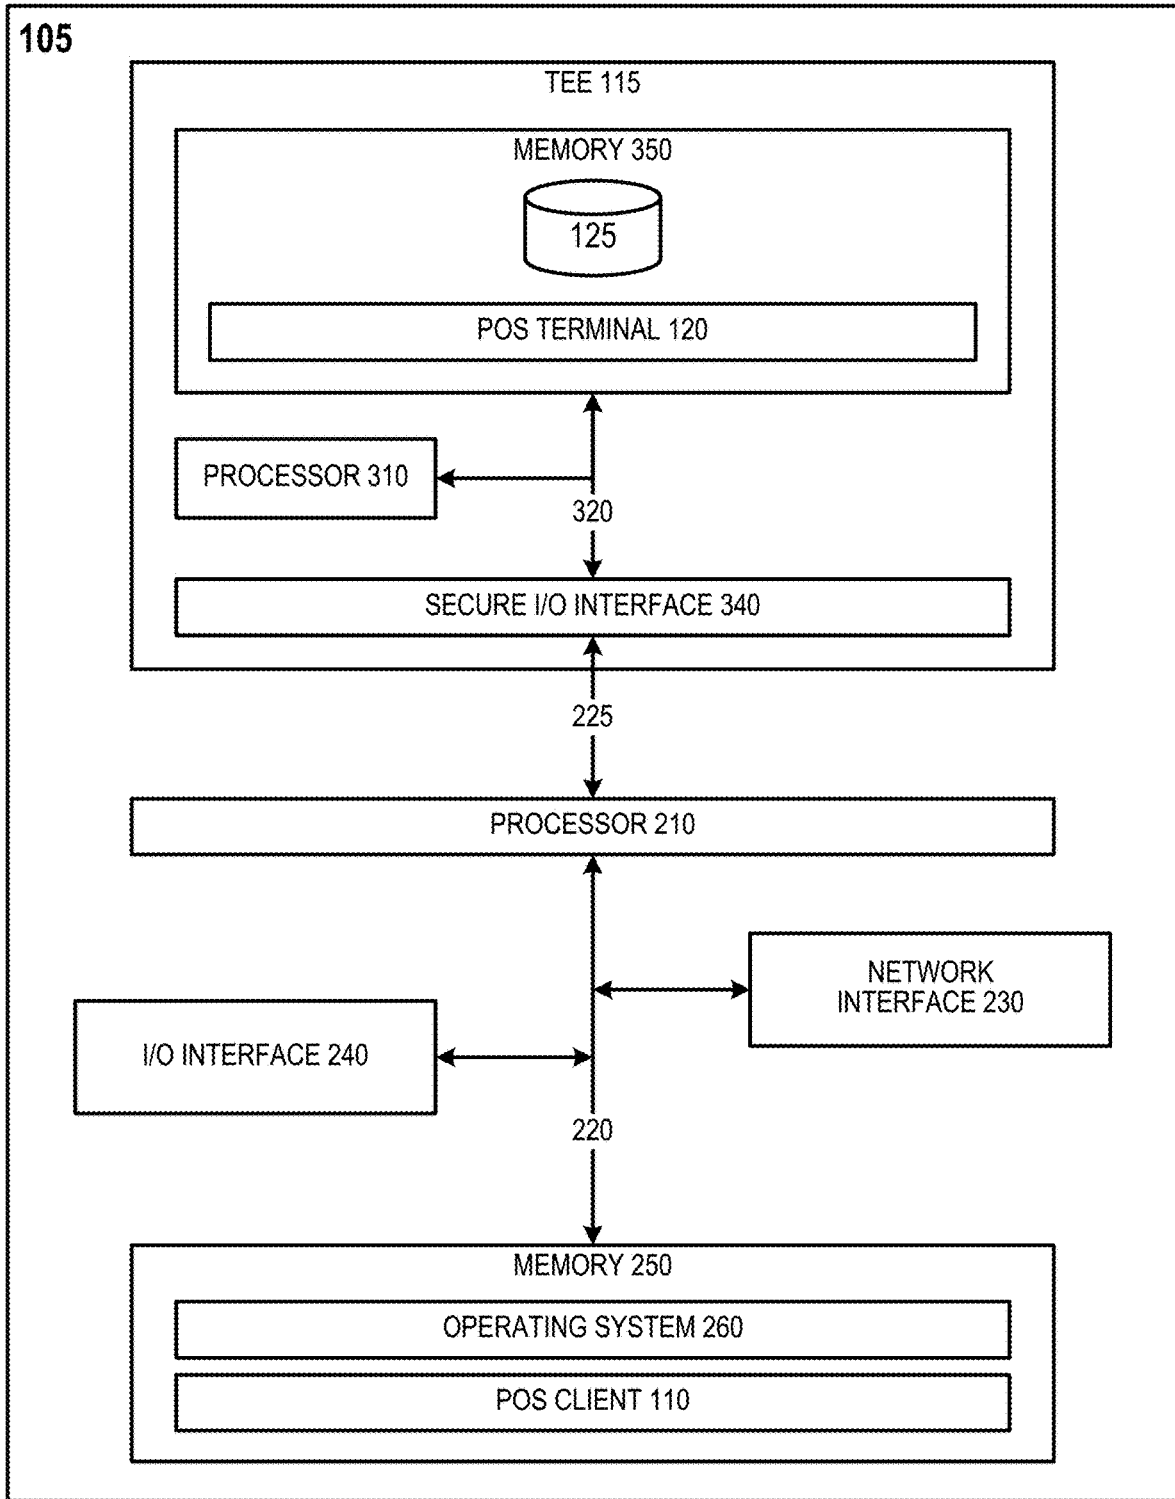 105
TEE 115
MEMORY 350
125
POS TERMINAL 120
PROCESSOR 310
320
SECURE I/O INTERFACE 340
225
PROCESSOR 210
NETWORK
INTERFACE 230
I/O INTERFACE 240
220
MEMORY 250
OPERATING SYSTEM 260
POS CLIENT 110